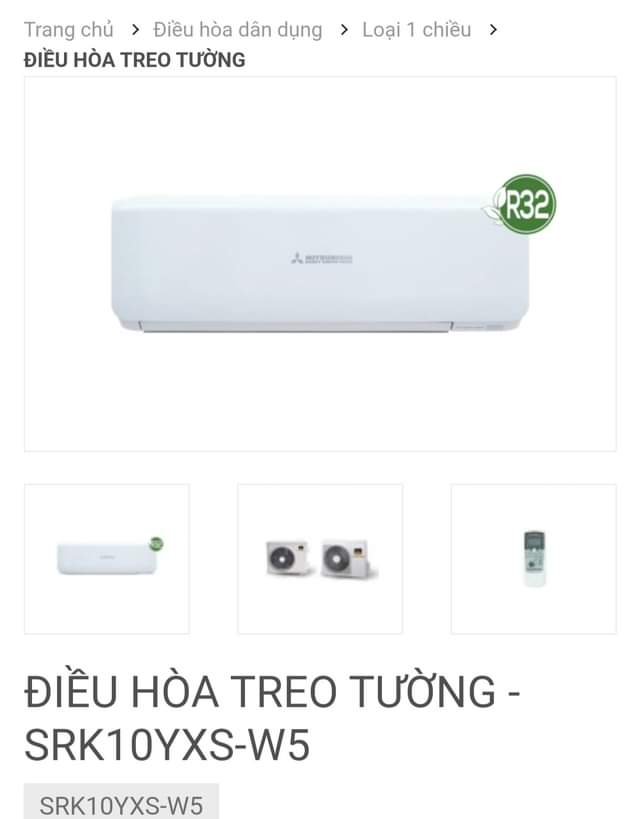 Trang chủ > Điều hòa dân dụng > Loại 1 chiều >
ĐIỀU HÒA TREO TƯỜNG
R32
MITSUBISHI
ĐIỀU HÒA TREO TƯỜNG -
SRK10YXS-W5
SRK10YXS-W5